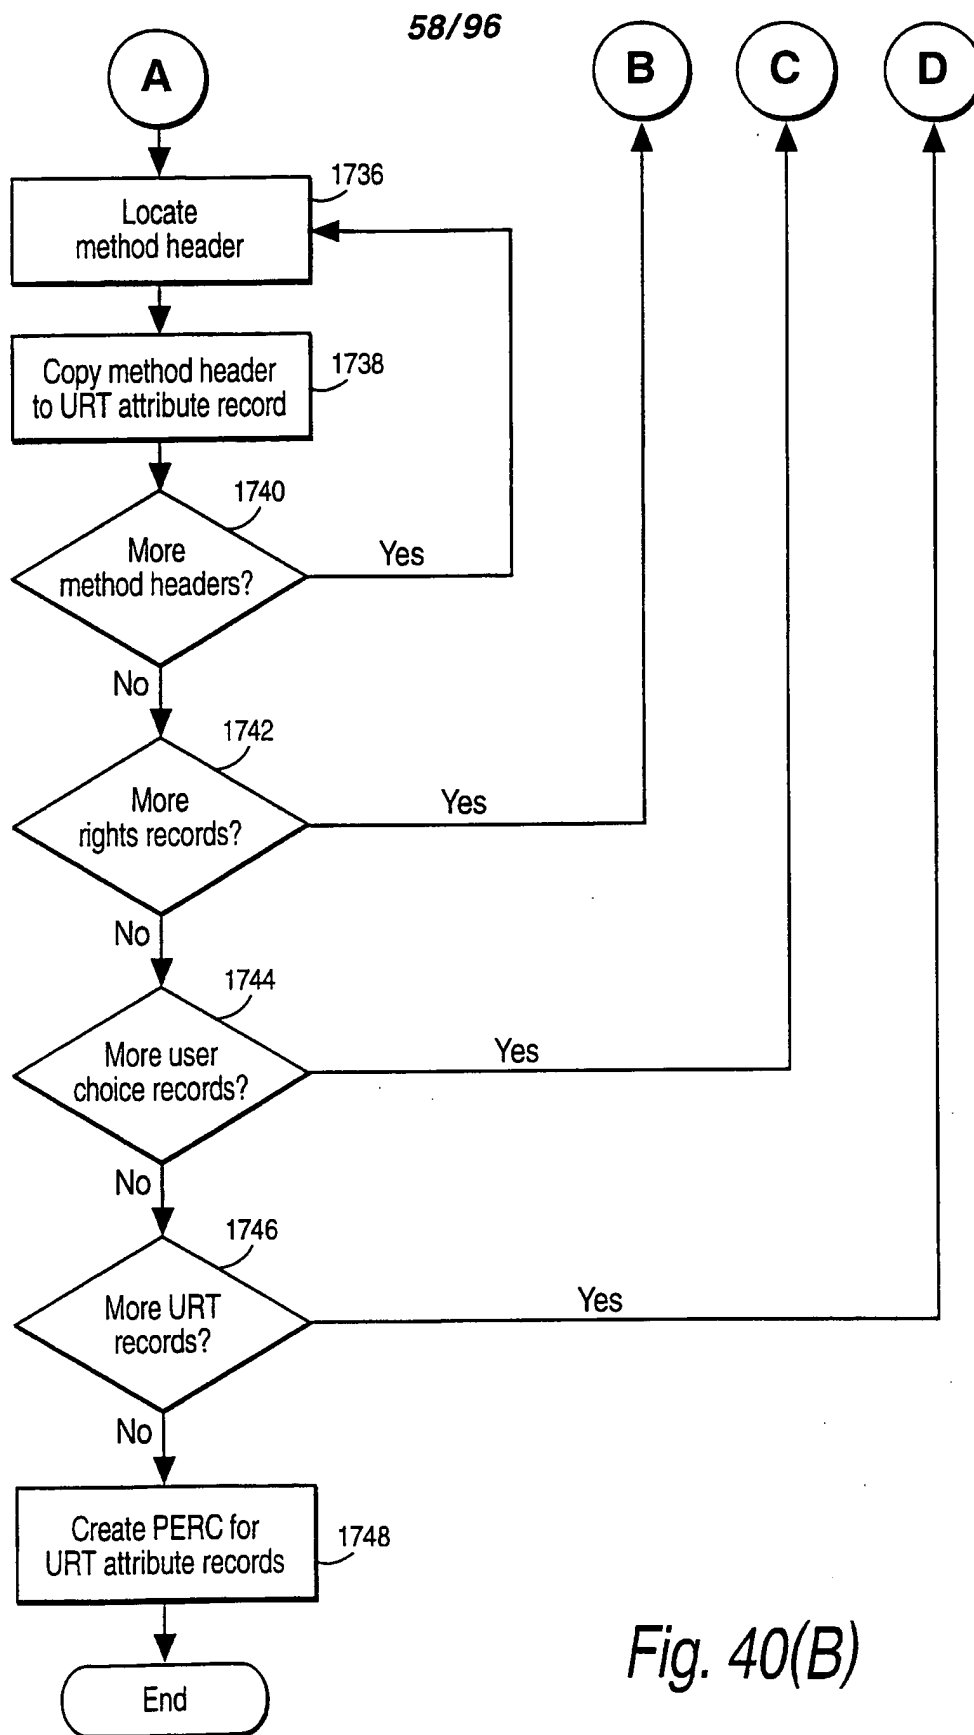 58/96
A
B
C
D
1736
Locate
method header
1738
Copy method header
to URT attribute record
1740
More
method headers?
Yes
No
1742
More
rights records?
Yes
No
1744
More user
choice records?
Yes
No
1746
More URT
records?
Yes
No
Create PERC for
URT attribute records
1748
End
Fig. 40(B)